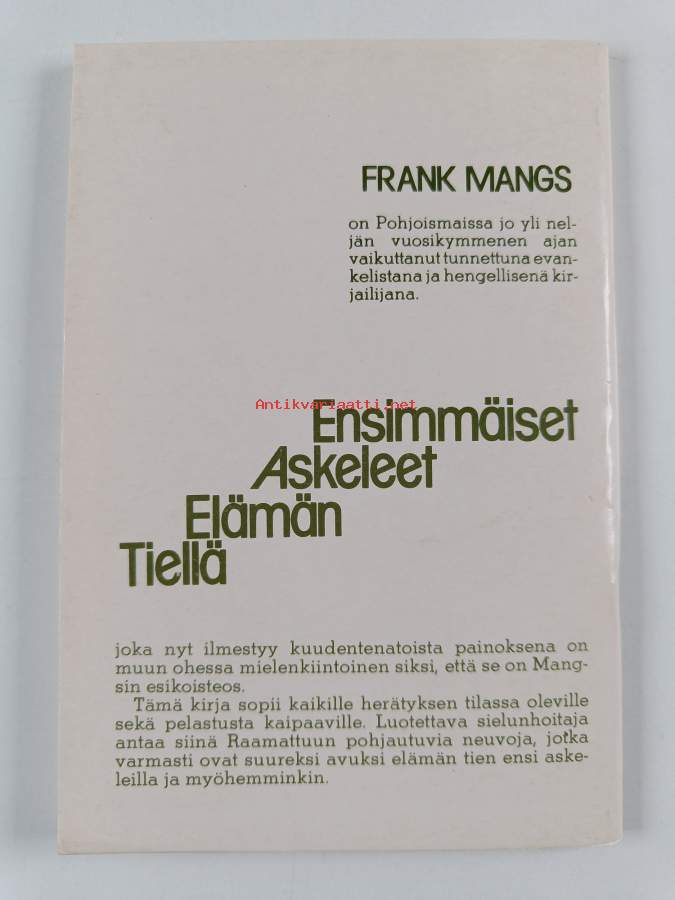 FRANK MANGS
on Pohjoismaissa jo yli nel-
jän vuosikymmenen ajan
vaikuttanut tunnettuna evan-
kelistana ja hengellisenä kir-
jailijana.
Antikvariaatti.net
Ensimmäiset
Askeleet
Elämän
Tiellä
joka nyt ilmestyy kuudentenatoista painoksena on
muun ohessa mielenkiintoinen siksi, että se on Mang-
sin esikoisteos.
Tämä kirja sopii kaikille herätyksen tilassa oleville
sekä pelastusta kaipaaville. Luotettava sielunhoitaja
antaa siinä Raamattuun pohjautuvia neuvoja, jotka
varmasti ovat suureksi avuksi elämän tien ensi aske-
leilla ja myöhemminkin.